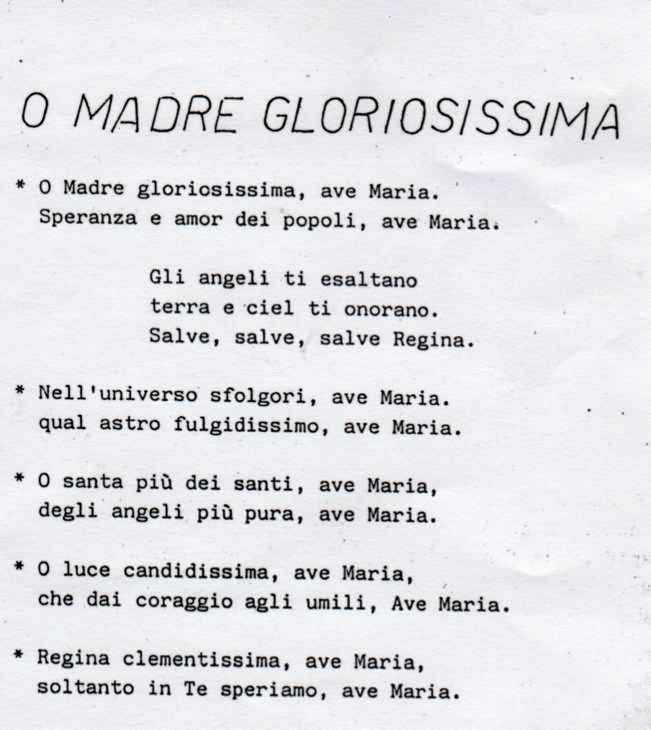 O MADRE GLORIOSISSIMA
* O Madre gloriosissima, ave Maria.
Speranza e amor dei popoli, ave Maria.
Gli angeli ti esaltano
terra e ciel ti onorano.
Salve, salve, salve Regina.
* Nell'universo sfolgori, ave Maria.
qual astro fulgidissimo, ave Maria.
* O santa più dei santi, ave Maria,
degli angeli più pura, ave Maria.
* O luce candidissima, ave Maria,
che dai coraggio agli umili, Ave Maria.
* Regina clementissima, ave Maria,
soltanto in Te speriamo, ave Maria.